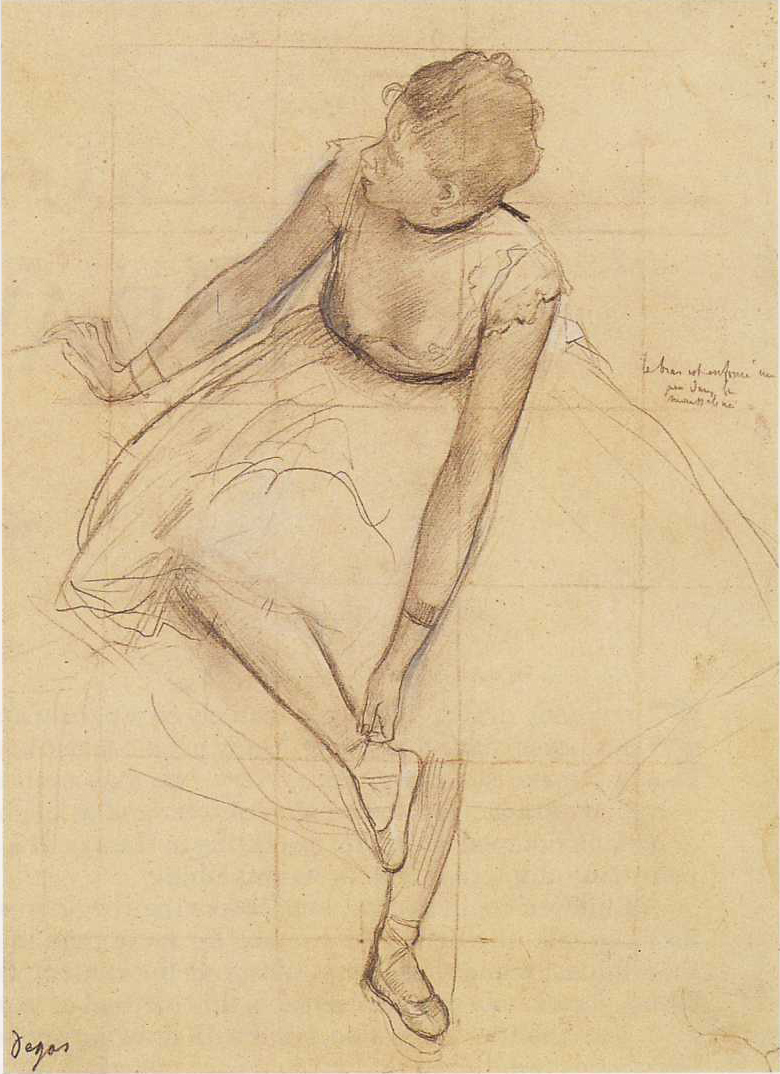 le bras est enfoncé un
peu dans la
mousseline
Degas